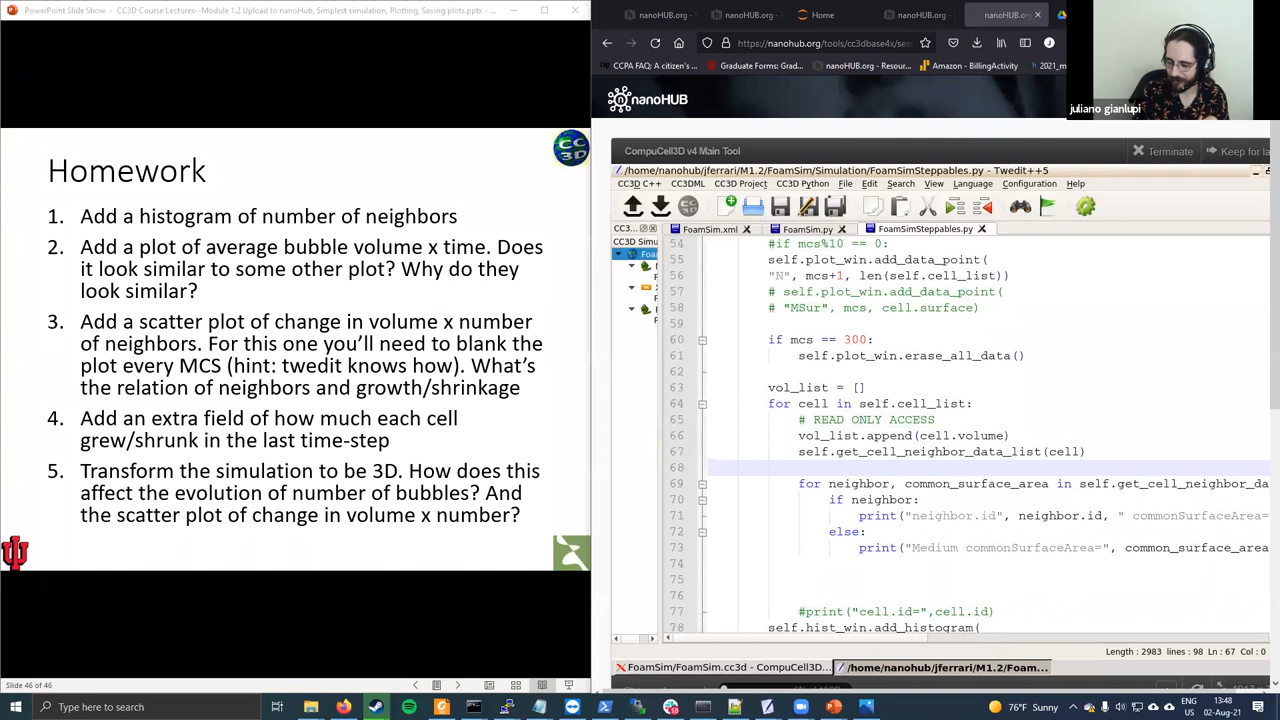 PowerPoint Slide Show - CC3D Course Lectures--Module 1.2 Upload to nanoHub, Simplest simulation, Plotting, Saving plots.pptx - ...
Homework
1. Add a histogram of number of neighbors
2. Add a plot of average bubble volume x time. Does
it look similar to some other plot? Why do they
look similar?
3. Add a scatter plot of change in volume x number
of neighbors. For this one you’ll need to blank the
plot every MCS (hint: twedit knows how). What’s
the relation of neighbors and growth/shrinkage
4. Add an extra field of how much each cell
grew/shrunk in the last time-step
5. Transform the simulation to be 3D. How does this
affect the evolution of number of bubbles? And
the scatter plot of change in volume x number?
CC
3D
Slide 46 of 46
nanoHUB.org
nanoHUB.org
Home
nanoHUB.org
nanoHUB.org
https://nanohub.org/tools/cc3dbase4x/ses
CCPA FAQ: A citizen's...
Graduate Forms: Grad...
nanoHUB.org - Resour...
Amazon - BillingActivity
2021_m
juliano gianlupi
nanoHUB
CompuCell3D v4 Main Tool
Terminate
Keep for la
/home/nanohub/jferrari/M1.2/FoamSim/Simulation/FoamSimSteppables.py - Twedit++5
CC3D C++ CC3DML CC3D Project CC3D Python File Edit Search View Language Configuration Help
CC3...
FoamSim.xml
FoamSim.py
FoamSimSteppables.py
CC3D Simu
Foar
54 #if mcs%10 == 0:
55 self.plot_win.add_data_point(
56 "N", mcs+1, len(self.cell_list))
57 # self.plot_win.add_data_point(
58 # "MSur", mcs, cell.surface)
59
60 if mcs == 300:
61 self.plot_win.erase_all_data()
62
63 vol_list = []
64 for cell in self.cell_list:
65 # READ ONLY ACCESS
66 vol_list.append(cell.volume)
67 self.get_cell_neighbor_data_list(cell)
68
69 for neighbor, common_surface_area in self.get_cell_neighbor_da
70 if neighbor:
71 print("neighbor.id", neighbor.id, " commonSurfaceArea=
72 else:
73 print("Medium commonSurfaceArea=", common_surface_area
74
75
76
77 #print("cell.id=",cell.id)
78 self.hist_win.add_histogram(
Length : 2983 lines : 98 Ln : 67 Col : 0
FoamSim/FoamSim.cc3d - CompuCell3D...
/home/nanohub/jferrari/M1.2/Foam...
Type here to search
76°F Sunny
ENG
US
13:48
02-Aug-21